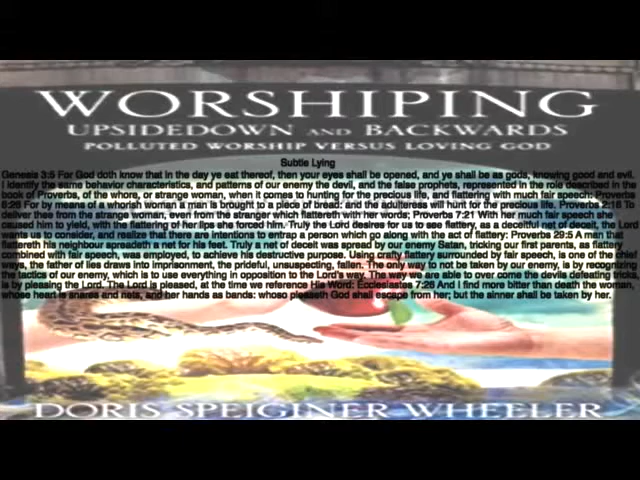 WORSHIPING
UPSIDEDOWN AND BACKWARDS
POLLUTED WORSHIP VERSUS LOVING GOD
Subtle Lying
Genesis 3:5 For God doth know that in the day ye eat thereof, then your eyes shall be opened, and ye shall be as gods, knowing good and evil.
I identify the same behavior characteristics, and patterns of our enemy the devil, and the false prophets, represented in the role described in the
book of Proverbs, of the whore, or strange woman, when it comes to hunting for the precious life, and flattering with much fair speech: Proverbs
6:26 For by means of a whorish woman a man is brought to a piece of bread: and the adulteress will hunt for the precious life. Proverbs 2:16 To
deliver thee from the strange woman, even from the stranger which flattereth with her words; Proverbs 7:21 With her much fair speech she
caused him to yield, with the flattering of her lips she forced him. Truly the Lord desires for us to see flattery, as a deceitful net of deceit, the Lord
wants us to consider, and realize that there are intentions to entrap a person which go along with the act of flattery: Proverbs 29:5 A man that
flattereth his neighbour spreadeth a net for his feet. Truly a net of deceit was spread by our enemy Satan, tricking our first parents, as flattery
combined with fair speech, was employed, to achieve his destructive purpose. Using crafty flattery surrounded by fair speech, is one of the chief
ways, the father of lies draws into imprisonment, the prideful, unsuspecting, fallen. The only way to not be taken by our enemy, is by recognizing
the tactics of our enemy, which is to use everything in opposition to the Lord's way. The way we are able to over come the devils defeating tricks,
is by pleasing the Lord. The Lord is pleased, at the time we reference His Word: Ecclesiastes 7:26 And I find more bitter than death the woman,
whose heart is snares and nets, and her hands as bands: whoso pleaseth God shall escape from her; but the sinner shall be taken by her.
DORIS SPEIGINER WHEELER